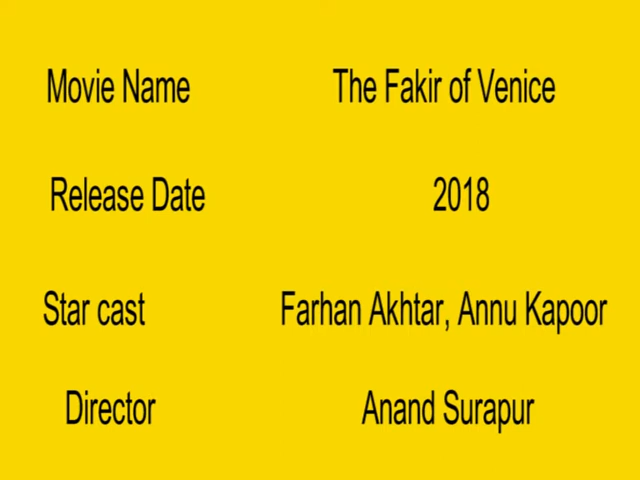 Movie Name The Fakir of Venice
Release Date 2018
Star cast Farhan Akhtar, Annu Kapoor
Director Anand Surapur